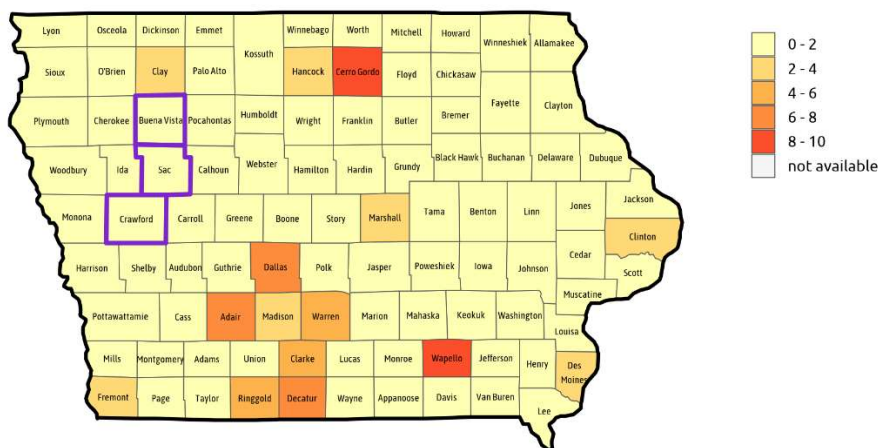 Lyon Osceola Dickinson Emmet Winnebago Worth Mitchell Howard
Kossuth Winneshiek Allamakee
Sioux O'Brien Clay Palo Alto Hancock Cerro Gordo Floyd Chickasaw
Fayette Clayton
Plymouth Cherokee Buena Vista Pocahontas Humboldt Wright Franklin Butler Bremer
Woodbury Ida Sac Calhoun Webster Hamilton Hardin Grundy Black Hawk Buchanan Delaware Dubuque
Monona Crawford Carroll Greene Boone Story Marshall Tama Benton Linn Jones Jackson
Clinton
Harrison Shelby Audubon Guthrie Dallas Polk Jasper Poweshiek Iowa Johnson Cedar Scott
Muscatine
Pottawattamie Cass Adair Madison Warren Marion Mahaska Keokuk Washington Louisa
Mills Montgomery Adams Union Clarke Lucas Monroe Wapello Jefferson Henry Des
Moines
Fremont Page Taylor Ringgold Decatur Wayne Appanoose Davis Van Buren Lee
0 - 2
2 - 4
4 - 6
6 - 8
8 - 10
not available